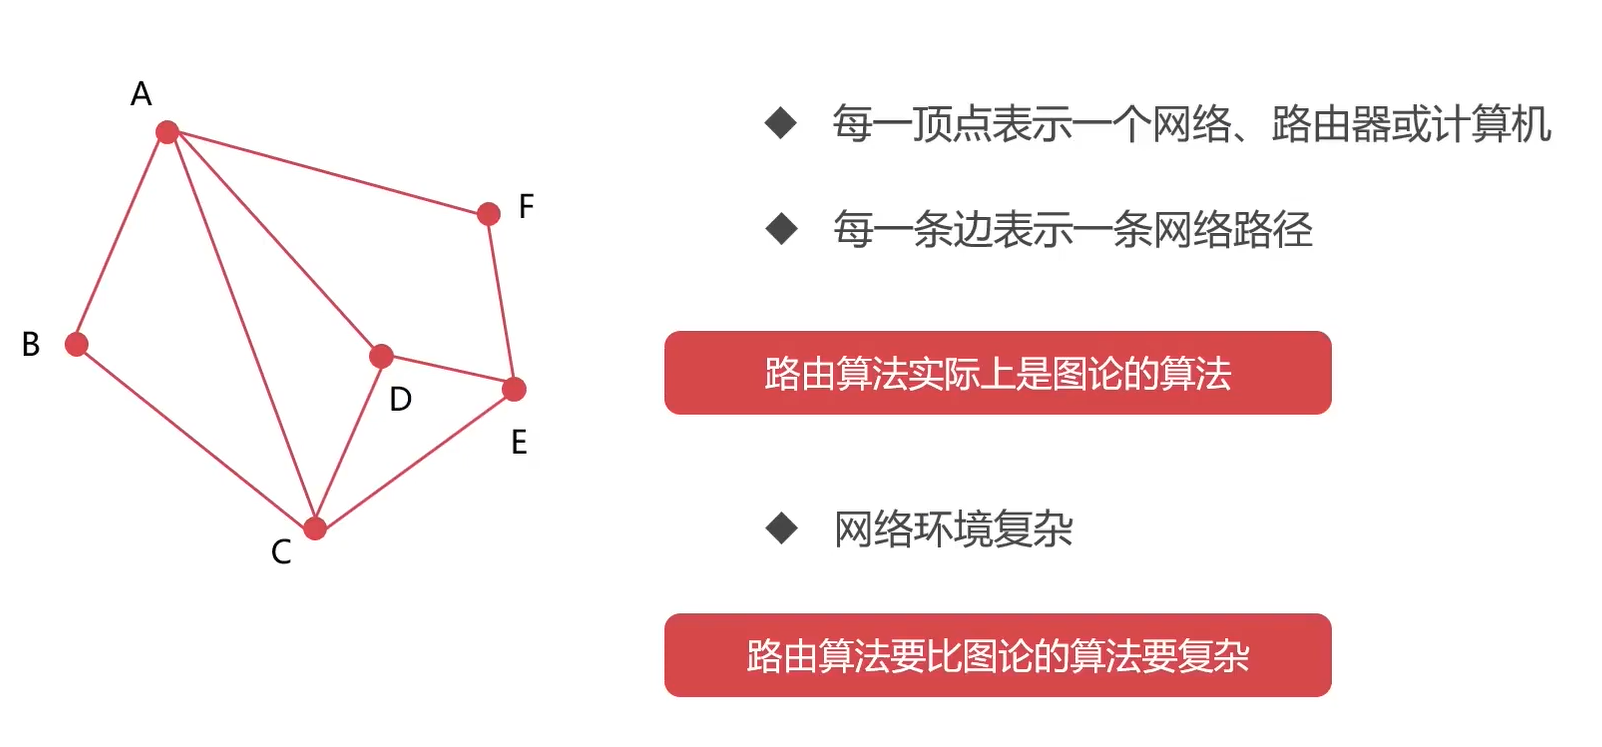 A
F
B
D
E
C
每一顶点表示一个网络、路由器或计算机
每一条边表示一条网络路径
路由算法实际上是图论的算法
网络环境复杂
路由算法要比图论的算法要复杂